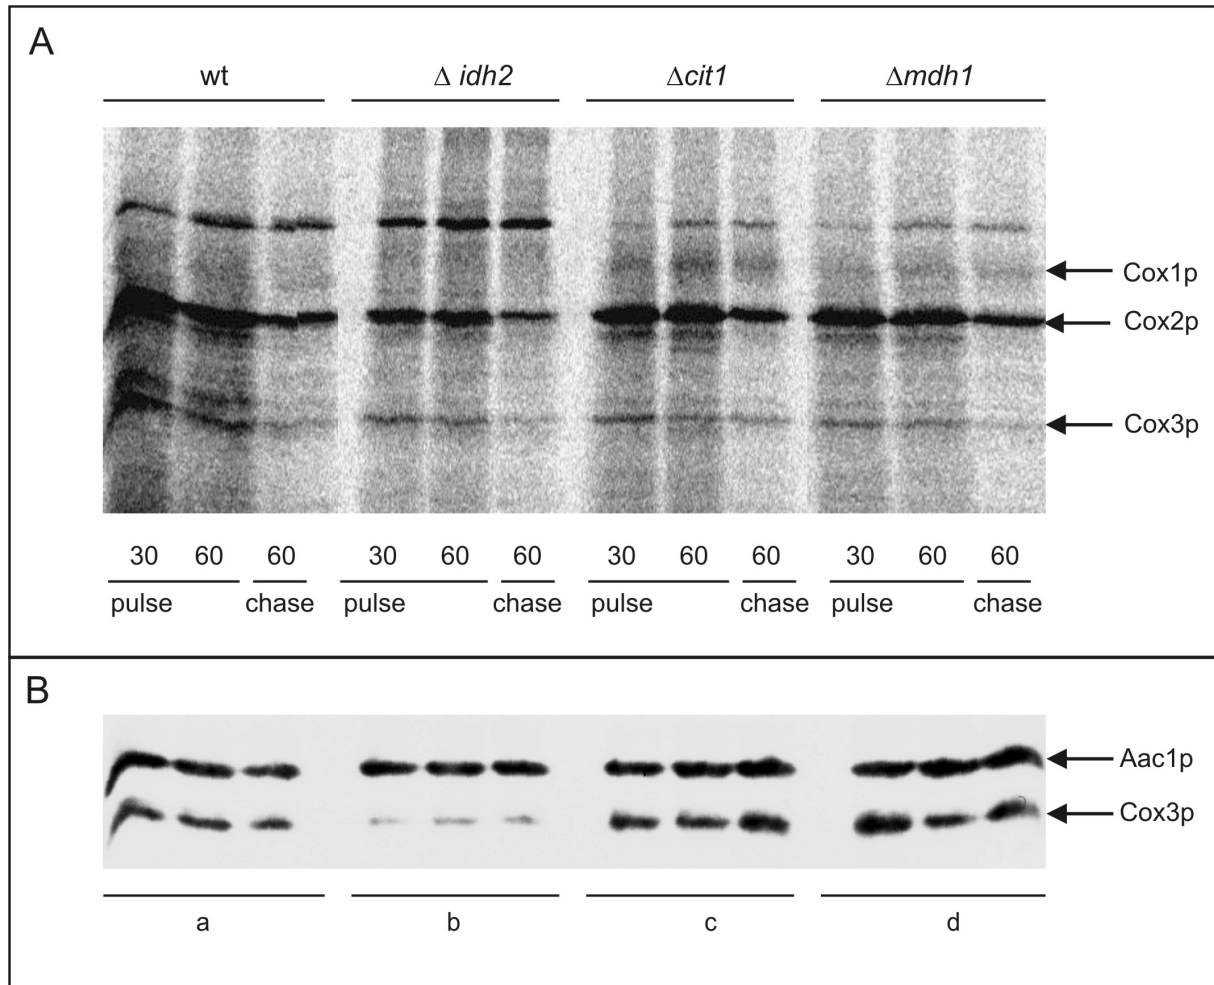 A
wt Δ idh2 Δcit1 Δmdh1
Cox1p
Cox2p
Cox3p
30 60 60 30 60 60 30 60 60 30 60 60
pulse chase pulse chase pulse chase pulse chase
B
Aac1p
Cox3p
a b c d